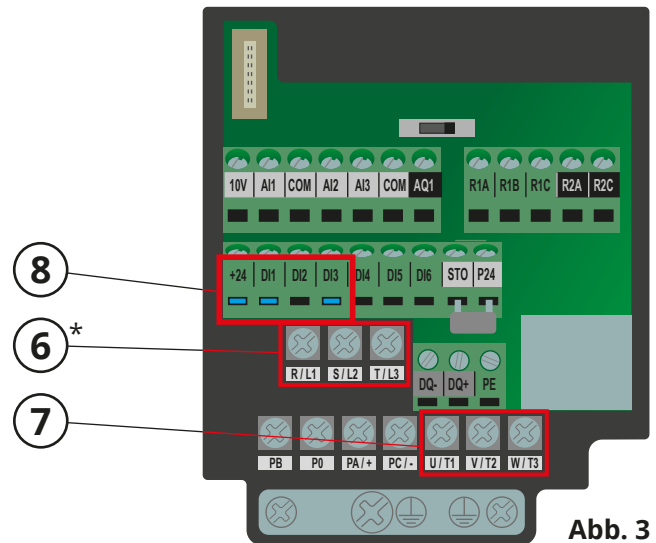 10V AI1 COM AI2 AI3 COM AQ1 R1A R1B R1C R2A R2C
8 +24 DI1 DI2 DI3 DI4 DI5 DI6 STO P24
6*
R/L1 S/L2 T/L3
DQ- DQ+ PE
7
PB P0 PA/+ PC/- U/T1 V/T2 W/T3
Abb. 3